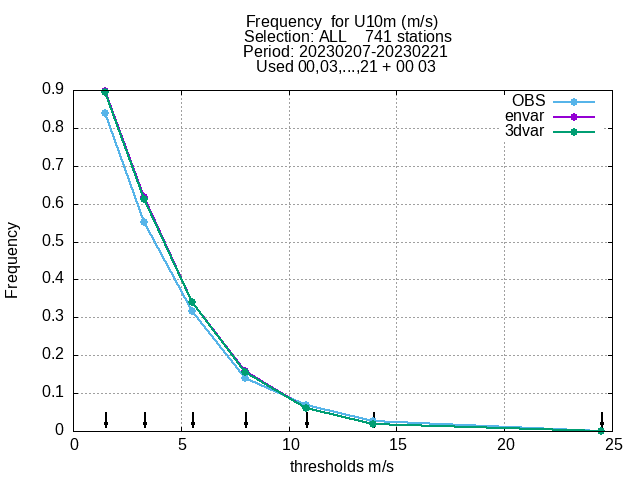 Frequency  for U10m (m/s)
Selection: ALL    741 stations
Period: 20230207-20230221
Used 00,03,...,21 + 00 03
OBS
envar
3dvar
0.9
0.8
0.7
0.6
0.5
0.4
0.3
0.2
0.1
0
Frequency
0 5 10 15 20 25
thresholds m/s